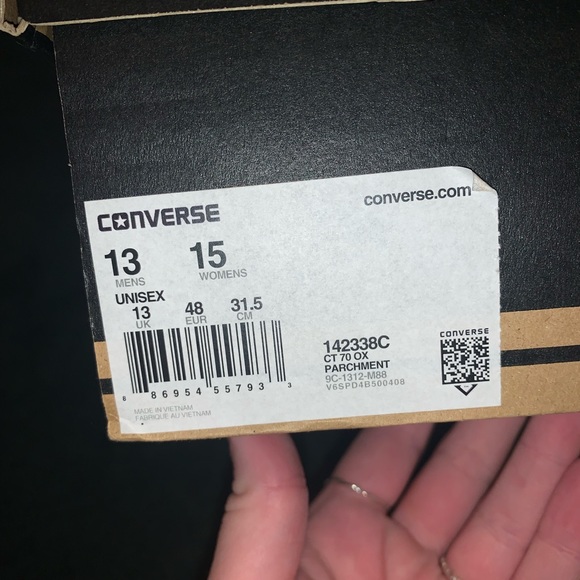 CONVERSE
converse.com
13 15
MENS WOMENS
UNISEX
13 48 31.5
UK EUR CM
8 86954 55793 3
MADE IN VIETNAM
FABRIQUE AU VIETNAM
142338C
CT 70 OX
PARCHMENT
9C-1312-M88
V6SPD4B500408
CONVERSE